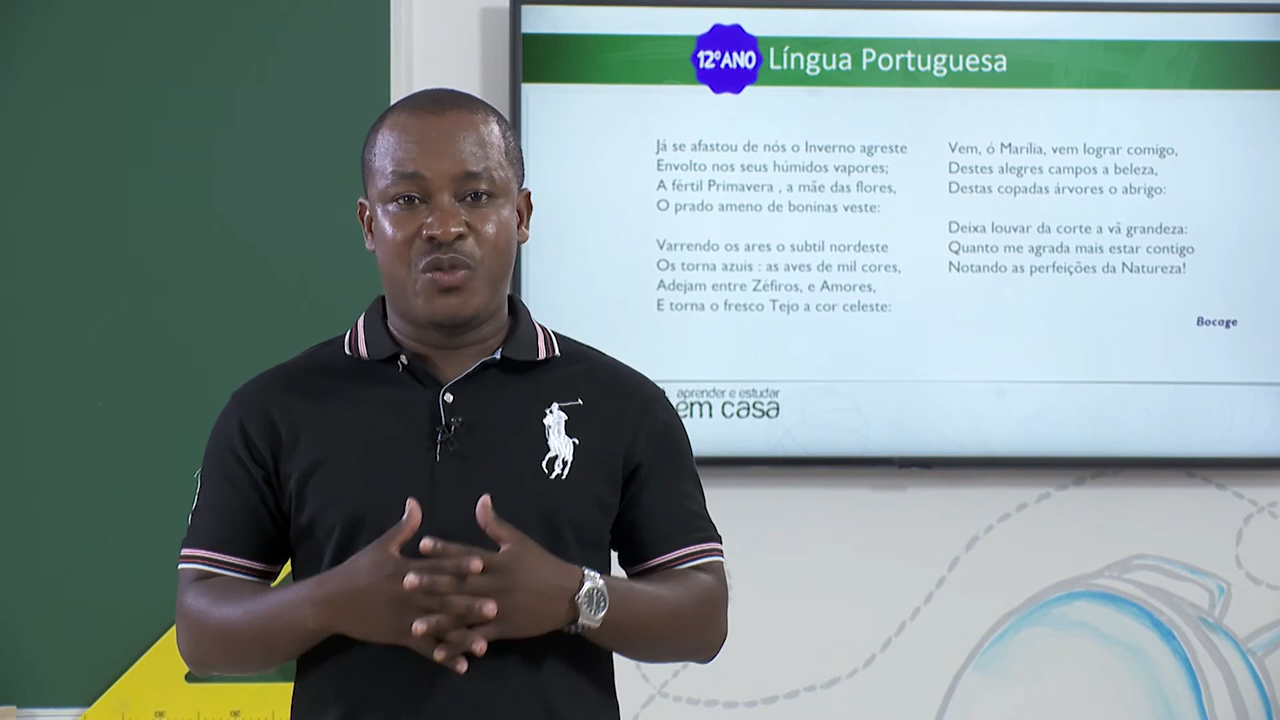 12ºANO Língua Portuguesa
Já se afastou de nós o Inverno agreste
Envolto nos seus húmidos vapores;
A fértil Primavera , a mãe das flores,
O prado ameno de boninas veste:
Varrendo os ares o subtil nordeste
Os torna azuis : as aves de mil cores,
Adejam entre Zéfiros, e Amores,
E torna o fresco Tejo a cor celeste:
Vem, ó Marília, vem lograr comigo,
Destes alegres campos a beleza,
Destas copadas árvores o abrigo:
Deixa louvar da corte a vã grandeza:
Quanto me agrada mais estar contigo
Notando as perfeições da Natureza!
Bocage
aprender e estudar
em casa
30
30